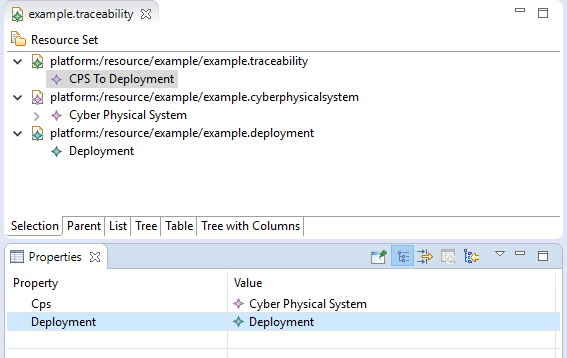 example.traceability
Resource Set
platform:/resource/example/example.traceability
CPS To Deployment
platform:/resource/example/example.cyberphysicalsystem
Cyber Physical System
platform:/resource/example/example.deployment
Deployment
Selection Parent List Tree Table Tree with Columns
Properties
Property Value
Cps Cyber Physical System
Deployment Deployment